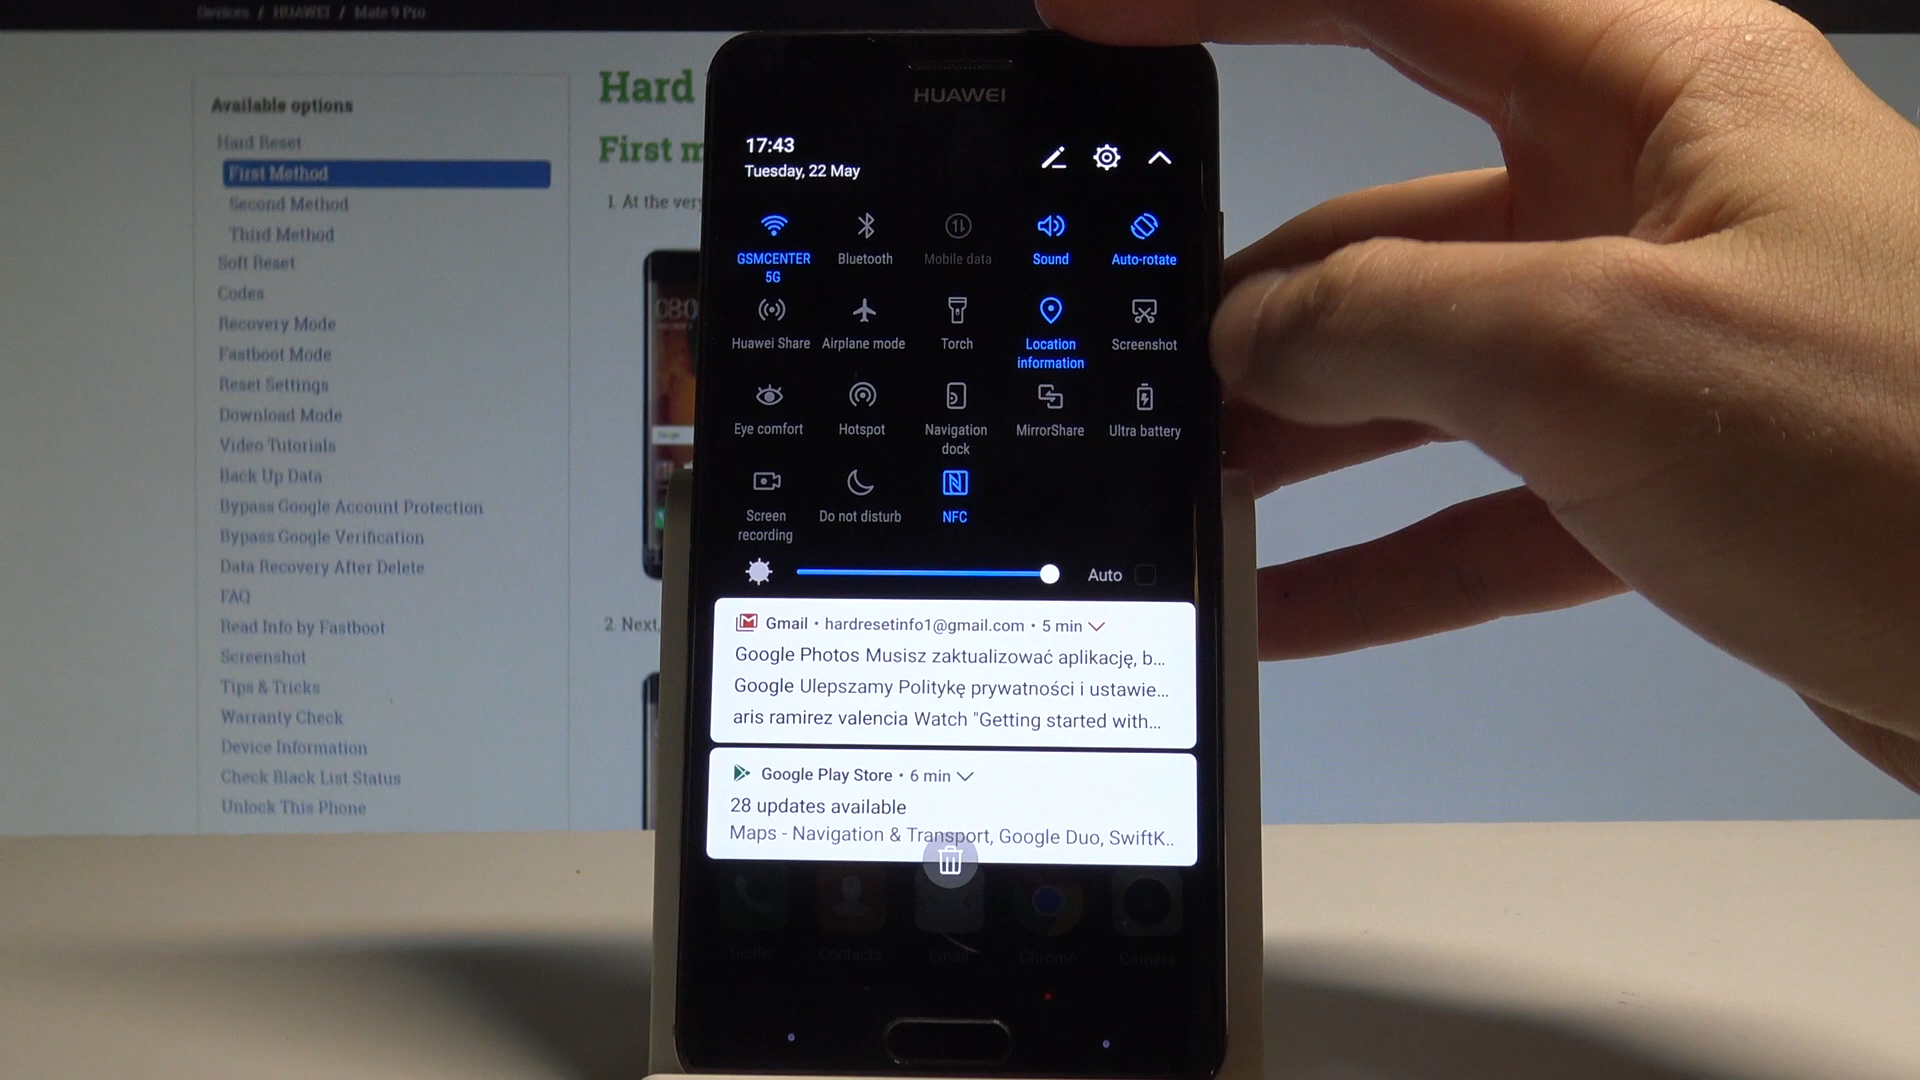 Devices / HUAWEI / Mate 9 Pro
Available options
Hard Reset
First Method
Second Method
Third Method
Soft Reset
Codes
Recovery Mode
Fastboot Mode
Reset Settings
Download Mode
Video Tutorials
Back Up Data
Bypass Google Account Protection
Bypass Google Verification
Data Recovery After Delete
FAQ
Read Info by Fastboot
Screenshot
Tips & Tricks
Warranty Check
Device Information
Check Black List Status
Unlock This Phone
Hard
First m
1. At the very
08:0
2. Next,
HUAWEI
17:43
Tuesday, 22 May
GSMCENTER Bluetooth Mobile data Sound Auto-rotate
5G
Huawei Share Airplane mode Torch Location Screenshot
information
Eye comfort Hotspot Navigation MirrorShare Ultra battery
dock
Screen Do not disturb NFC
recording
Auto
Gmail • hardresetinfo1@gmail.com • 5 min
Google Photos Musisz zaktualizować aplikację, b...
Google Ulepszamy Politykę prywatności i ustawie...
aris ramirez valencia Watch "Getting started with...
Google Play Store • 6 min
28 updates available
Maps - Navigation & Transport, Google Duo, SwiftK..
Dialler Contacts Email Chrome Camera